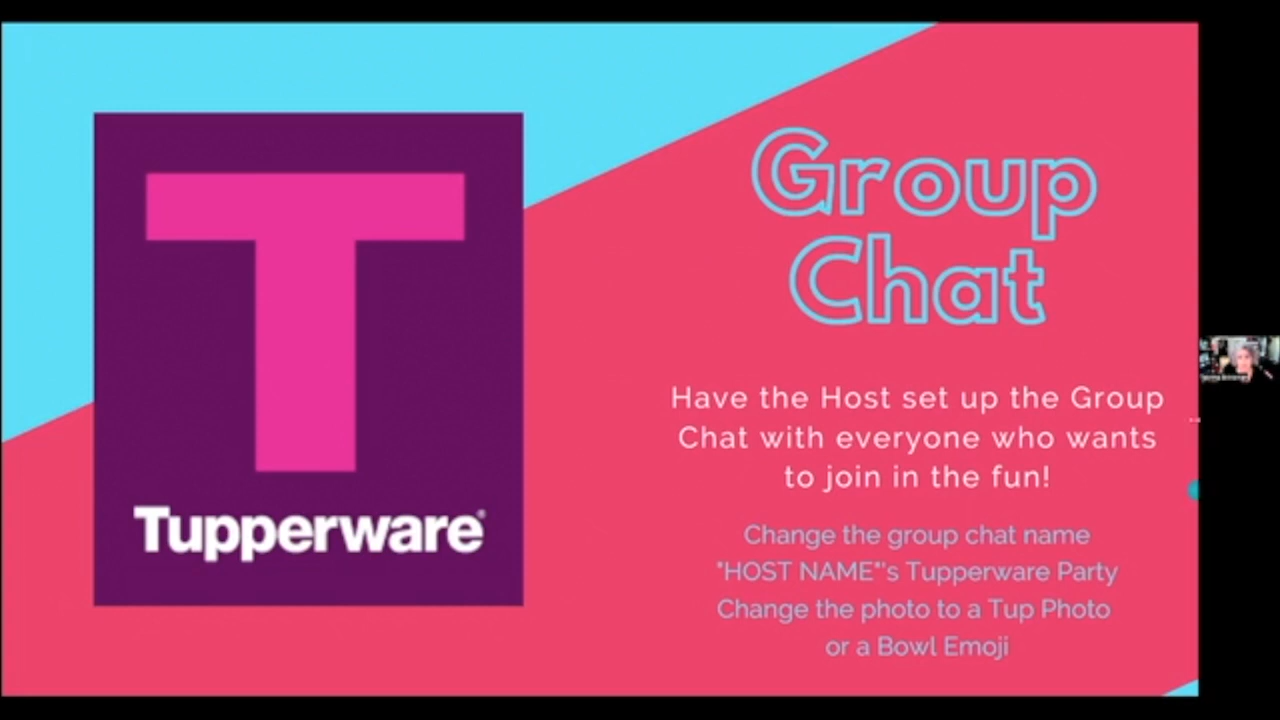 T
Tupperware®
Group
Chat
Have the Host set up the Group
Chat with everyone who wants
to join in the fun!
Change the group chat name
"HOST NAME"'s Tupperware Party
Change the photo to a Tup Photo
or a Bowl Emoji